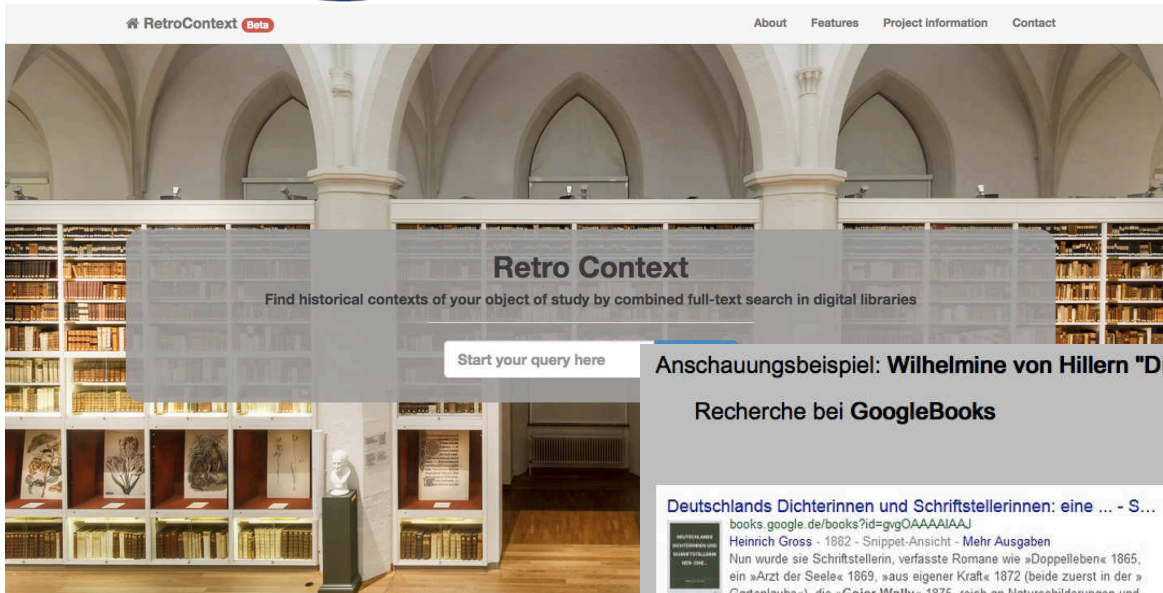 RetroContext Beta
About Features Project information Contact
Retro Context
Find historical contexts of your object of study by combined full-text search in digital libraries
Start your query here
Anschauungsbeispiel: Wilhelmine von Hillern "D
Recherche bei GoogleBooks
Deutschlands Dichterinnen und Schriftstellerinnen: eine ... - S...
books.google.de/books?id=gvgOAAAAIAAJ
Heinrich Gross - 1882 - Snippet-Ansicht - Mehr Ausgaben
Nun wurde sie Schriftstellerin, verfasste Romane wie »Doppelleben« 1865,
ein »Arzt der Seele« 1869, »aus eigener Kraft« 1872 (beide zuerst in der »